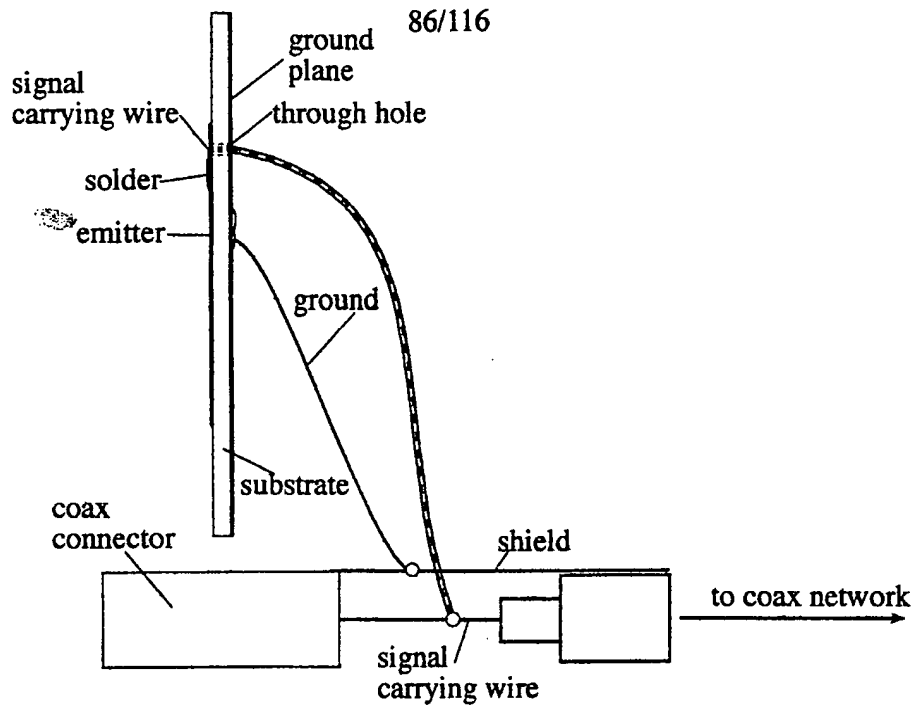 86/116
ground
plane
signal
carrying wire
through hole
solder
emitter
ground
substrate
coax
connector
shield
to coax network
signal
carrying wire